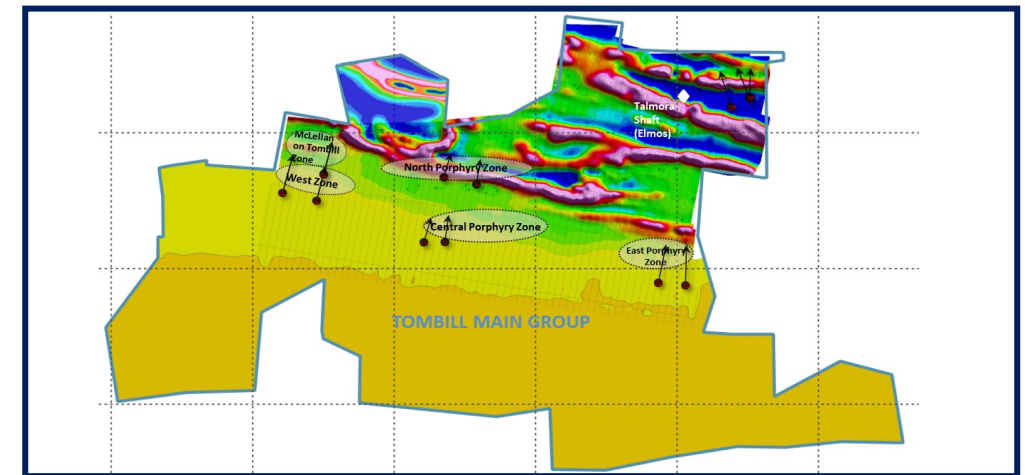 Talmora
Shaft
(Elmos)
McLellan
on Tombill
Zone
West Zone
North Porphyry Zone
Central Porphyry Zone
East Porphyry
Zone
TOMBILL MAIN GROUP